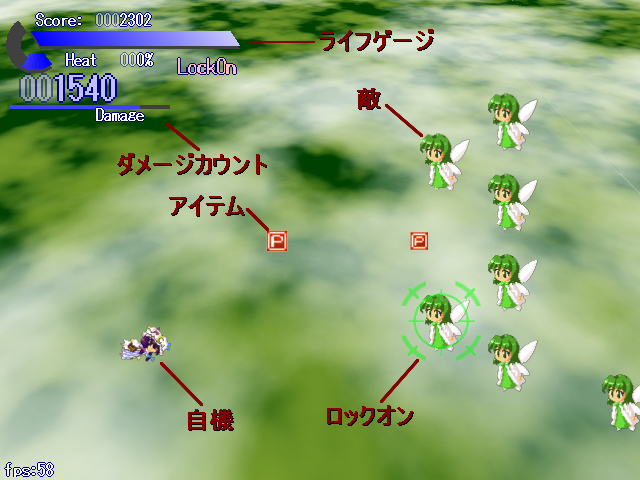 Score: 0002302
ライフゲージ
Heat 000%
LockOn
001540
Damage
敵
ダメージカウント
アイテム
P
P
自機
ロックオン
fps:58